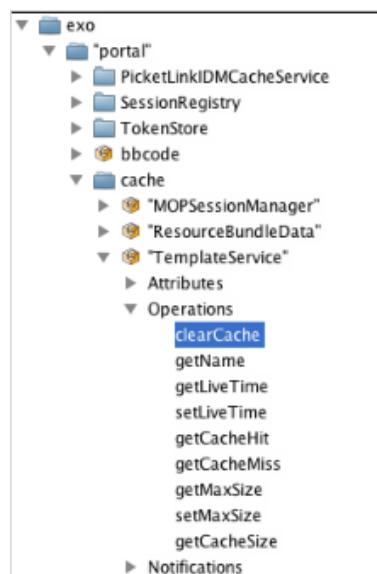 exo
"portal"
PicketLinkIDMCacheService
SessionRegistry
TokenStore
bbcode
cache
"MOPSessionManager"
"ResourceBundleData"
"TemplateService"
Attributes
Operations
clearCache
getName
getLiveTime
setLiveTime
getCacheHit
getCacheMiss
getMaxSize
setMaxSize
getCacheSize
Notifications